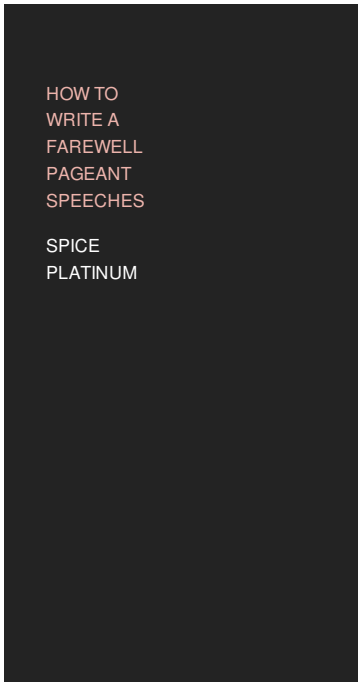 HOW TO
WRITE A
FAREWELL
PAGEANT
SPEECHES
SPICE
PLATINUM